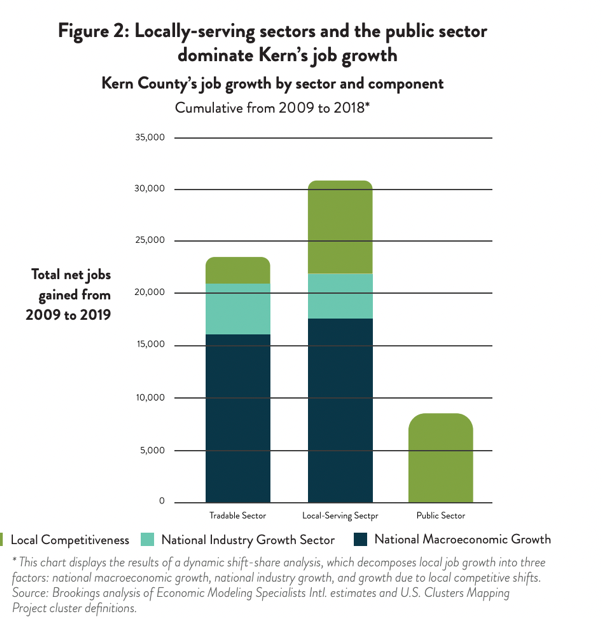 Figure 2: Locally-serving sectors and the public sector
dominate Kern's job growth
Kern County's job growth by sector and component
Cumulative from 2009 to 2018*
35,000
30,000
25,000
20,000
15,000
10,000
5,000
0
Total net jobs
gained from
2009 to 2019
Tradable Sector
Local-Serving Sectpr
Public Sector
Local Competitiveness
National Industry Growth Sector
National Macroeconomic Growth
* This chart displays the results of a dynamic shift-share analysis, which decomposes local job growth into three
factors: national macroeconomic growth, national industry growth, and growth due to local competitive shifts.
Source: Brookings analysis of Economic Modeling Specialists Intl. estimates and U.S. Clusters Mapping
Project cluster definitions.